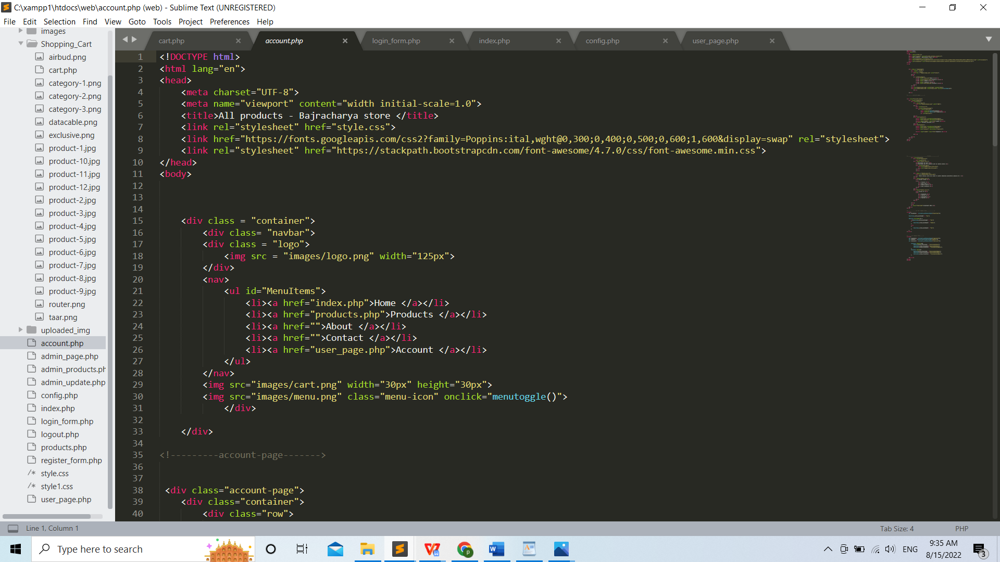 C:\xampp1\htdocs\web\account.php (web) - Sublime Text (UNREGISTERED)
File Edit Selection Find View Goto Tools Project Preferences Help
images
Shopping_Cart
airbud.png
cart.php
category-1.png
category-2.png
category-3.png
datacable.png
exclusive.png
product-1.jpg
product-10.jpg
product-11.jpg
product-12.jpg
product-2.jpg
product-3.jpg
product-4.jpg
product-5.jpg
product-6.jpg
product-7.jpg
product-8.jpg
product-9.jpg
router.png
taar.png
uploaded_img
account.php
admin_page.php
admin_products.ph
admin_update.php
config.php
index.php
login_form.php
logout.php
products.php
register_form.php
/* style.css
/* style1.css
user_page.php
cart.php account.php login_form.php index.php config.php user_page.php
1 <!DOCTYPE html>
2 <html lang="en">
3 <head>
4 <meta charset="UTF-8">
5 <meta name="viewport" content="width initial-scale=1.0">
6 <title>All products - Bajracharya store </title>
7 <link rel="stylesheet" href="style.css">
8 <link href="https://fonts.googleapis.com/css2?family=Poppins:ital,wght@0,300;0,400;0,500;0,600;1,600&display=swap" rel="stylesheet">
9 <link rel="stylesheet" href="https://stackpath.bootstrapcdn.com/font-awesome/4.7.0/css/font-awesome.min.css">
10 </head>
11 <body>
12
13
14
15 <div class = "container">
16 <div class= "navbar">
17 <div class = "logo">
18 <img src = "images/logo.png" width="125px">
19 </div>
20 <nav>
21 <ul id="MenuItems">
22 <li><a href="index.php">Home </a></li>
23 <li><a href="products.php">Products </a></li>
24 <li><a href="">About </a></li>
25 <li><a href="">Contact </a></li>
26 <li><a href="user_page.php">Account </a></li>
27 </ul>
28 </nav>
29 <img src="images/cart.png" width="30px" height="30px">
30 <img src="images/menu.png" class="menu-icon" onclick="menutoggle()">
31 </div>
32
33 </div>
34
35 <!---------account-page------->
36
37
38 <div class="account-page">
39 <div class="container">
40 <div class="row">
Line 1, Column 1
Tab Size: 4 PHP
Type here to search
ENG
9:35 AM
8/15/2022
3